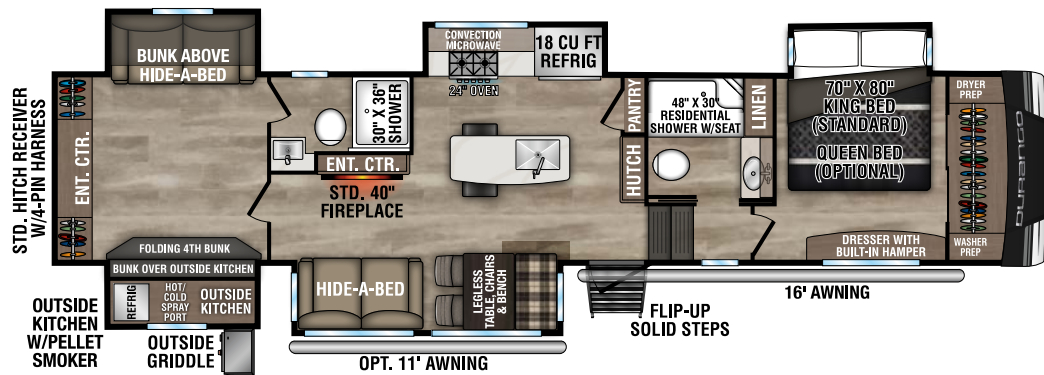 BUNK ABOVE
HIDE-A-BED
STD. HITCH RECEIVER
W/4-PIN HARNESS
ENT. CTR.
FOLDING 4TH BUNK
BUNK OVER OUTSIDE KITCHEN
REFRIG
HOT/
COLD
SPRAY
PORT
OUTSIDE
KITCHEN
OUTSIDE
KITCHEN
W/PELLET
SMOKER
OUTSIDE
GRIDDLE
30" X 36"
SHOWER
ENT. CTR.
STD. 40"
FIREPLACE
CONVECTION
MICROWAVE
24" OVEN
18 CU FT
REFRIG
HIDE-A-BED
LEGLESS
TABLE, CHAIRS
& BENCH
OPT. 11' AWNING
PANTRY
HUTCH
48" X 30"
RESIDENTIAL
SHOWER W/SEAT
LINEN
FLIP-UP
SOLID STEPS
16' AWNING
70" X 80"
KING BED
(STANDARD)
QUEEN BED
(OPTIONAL)
DRESSER WITH
BUILT-IN HAMPER
DRYER
PREP
WASHER
PREP
DURANGO